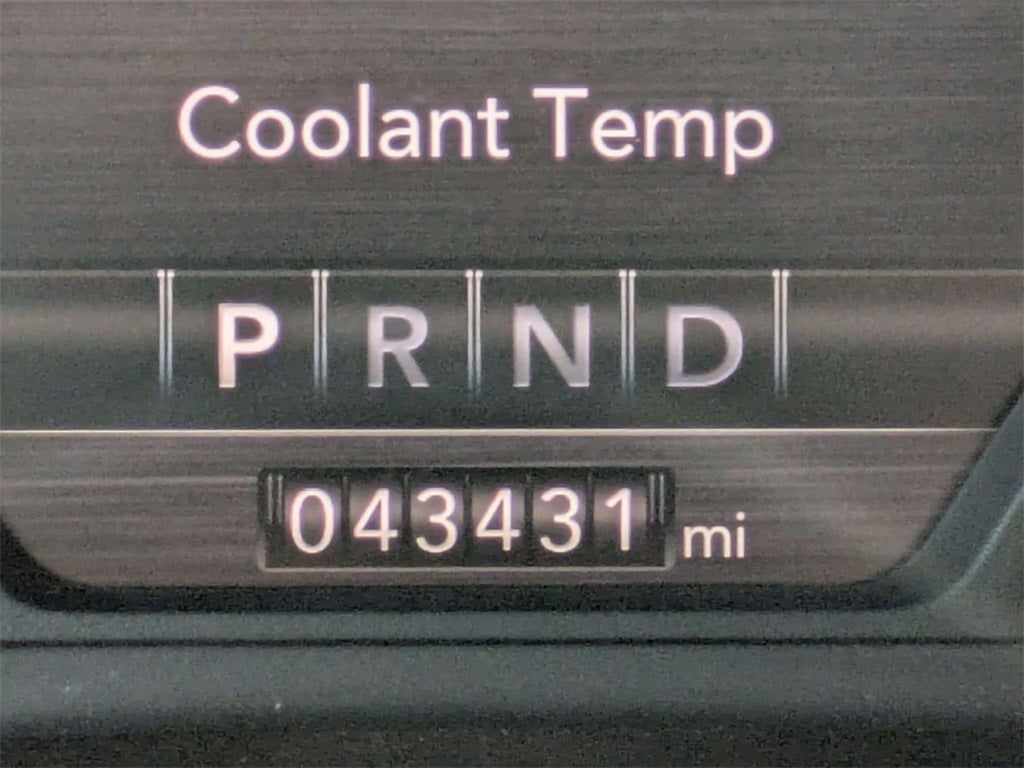 Coolant Temp
P R N D
043431 mi